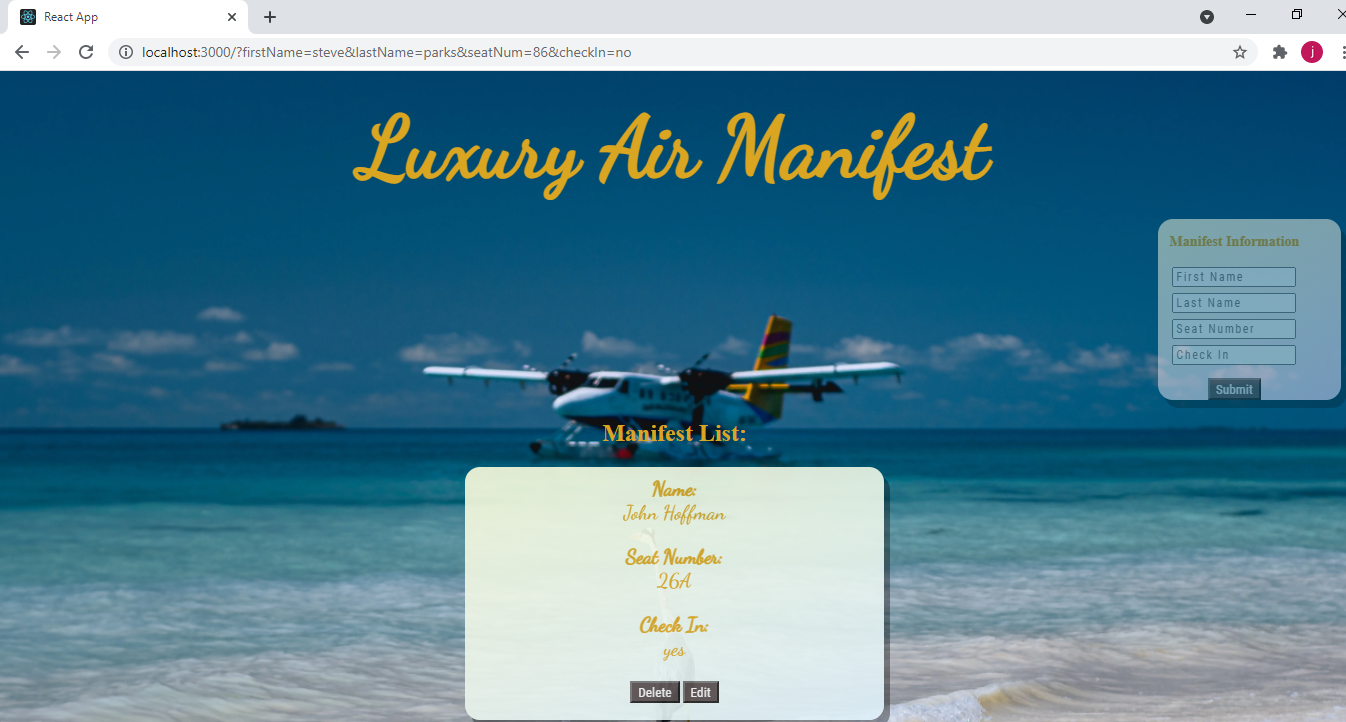 React App
localhost:3000/?firstName=steve&lastName=parks&seatNum=86&checkIn=no
j
Luxury Air Manifest
Manifest Information
First Name
Last Name
Seat Number
Check In
Submit
Manifest List:
Name:
John Hoffman
Seat Number:
26A
Check In:
yes
Delete Edit